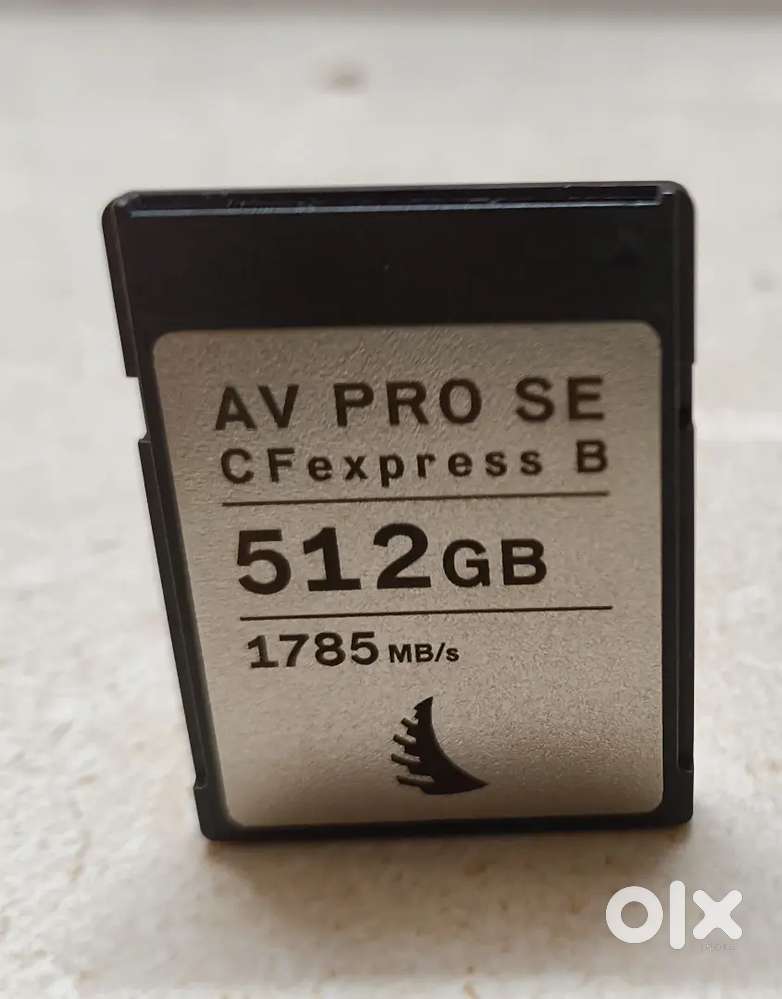 AV PRO SE
CFexpress B
512GB
1785 MB/s
olx